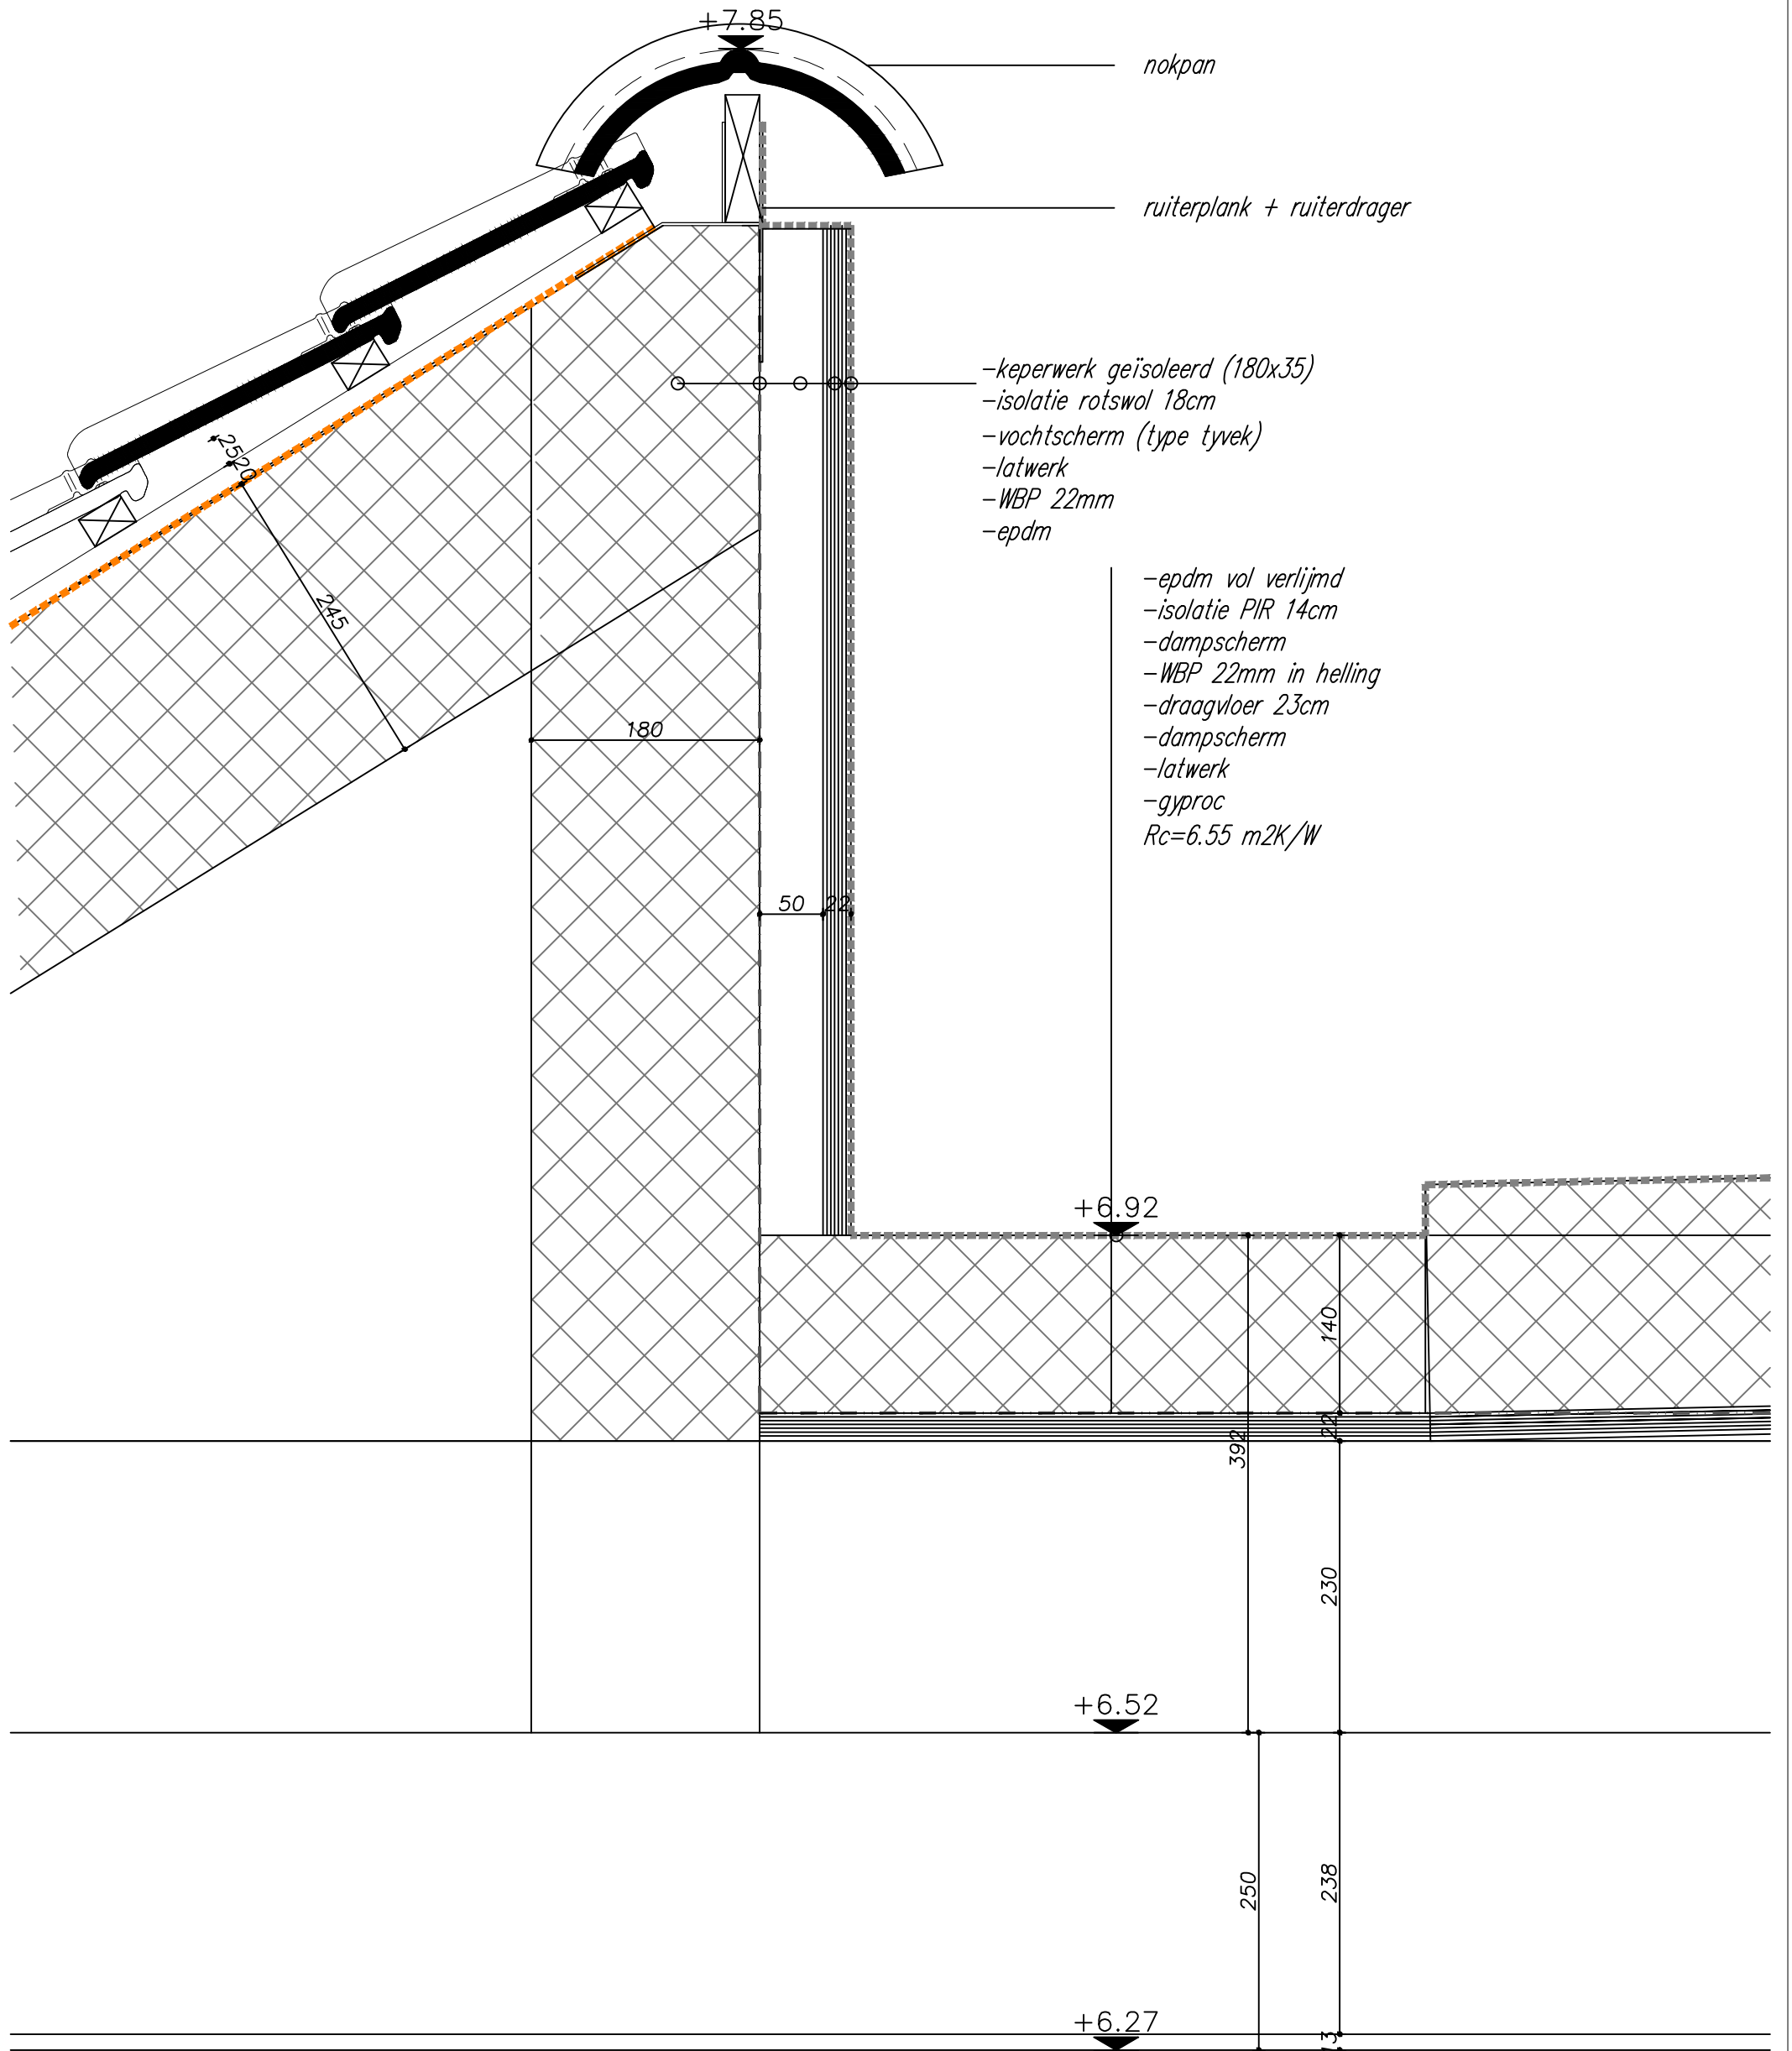 +7.85
nokpan
ruiterplank + ruiterdrager
-keperwerk geïsoleerd (180x35)
-isolatie rotswol 18cm
-vochtscherm (type tyvek)
-latwerk
-WBP 22mm
-epdm
2520
245
-epdm vol verlijmd
-isolatie PIR 14cm
-dampscherm
-WBP 22mm in helling
-draagvloer 23cm
-dampscherm
-latwerk
-gyproc
Rc=6.55 m2K/W
180
50
22
+6.92
140
22
392
230
+6.52
250
238
+6.27
13